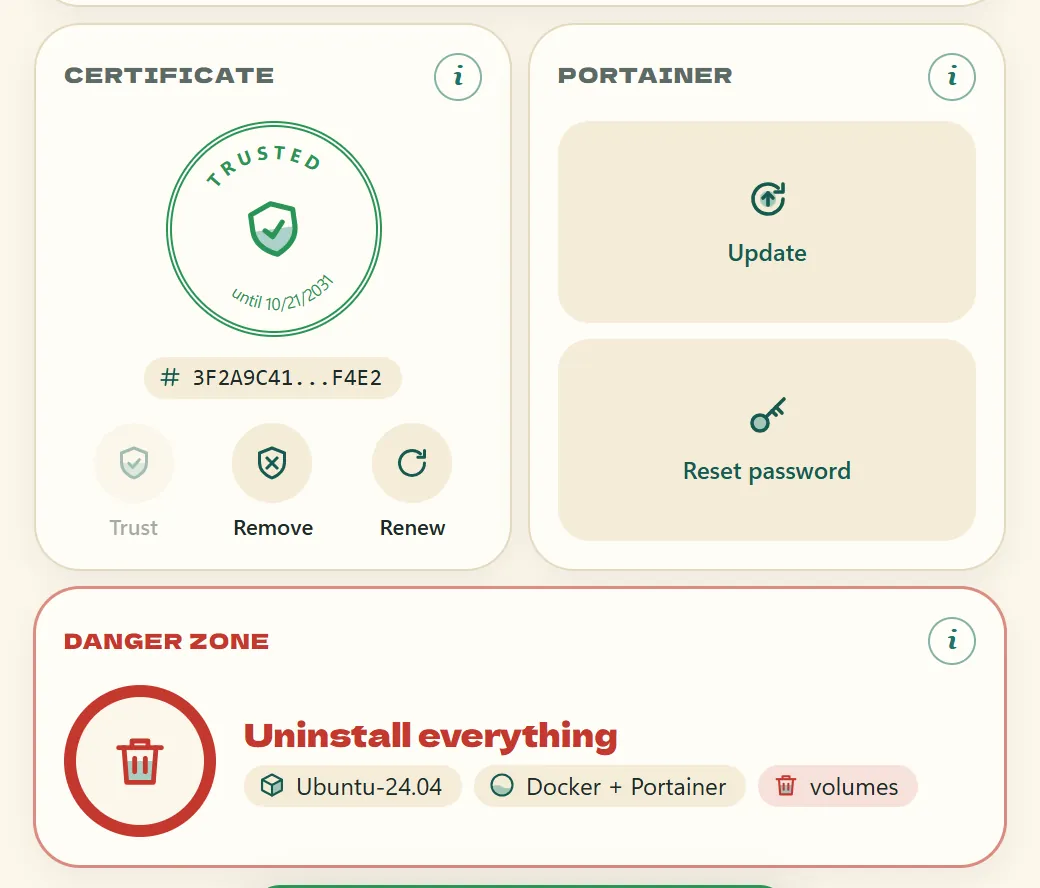 CERTIFICATE
i
TRUSTED
until 10/21/2031
# 3F2A9C41...F4E2
Trust
Remove
Renew
PORTAINER
i
Update
Reset password
DANGER ZONE
i
Uninstall everything
Ubuntu-24.04
Docker + Portainer
volumes